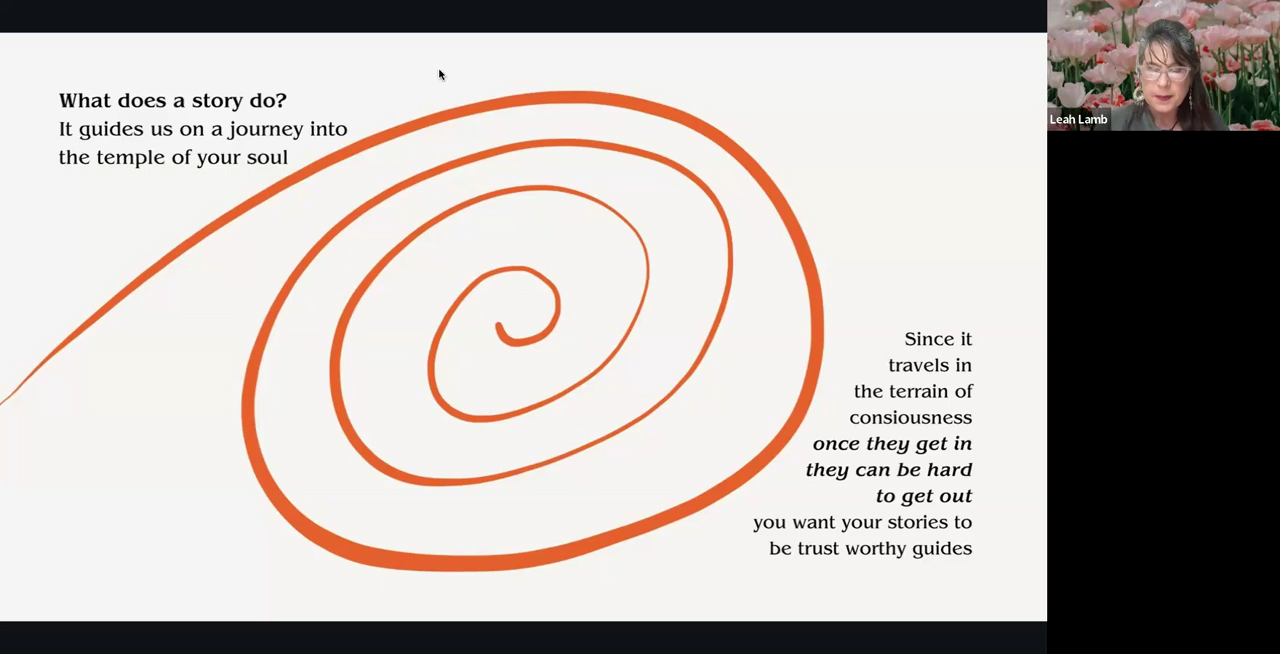 What does a story do?
It guides us on a journey into
the temple of your soul
Since it
travels in
the terrain of
consiousness
once they get in
they can be hard
to get out
you want your stories to
be trust worthy guides
Leah Lamb